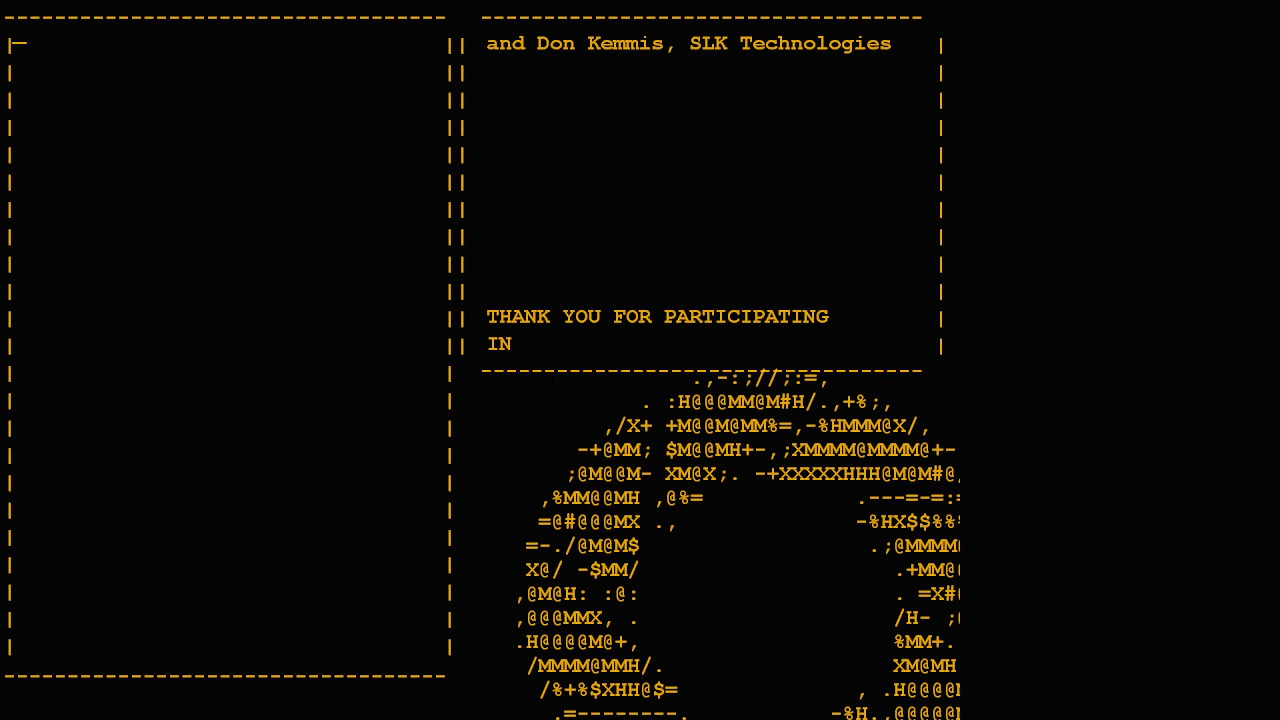 and Don Kemmis, SLK Technologies
THANK YOU FOR PARTICIPATING
IN